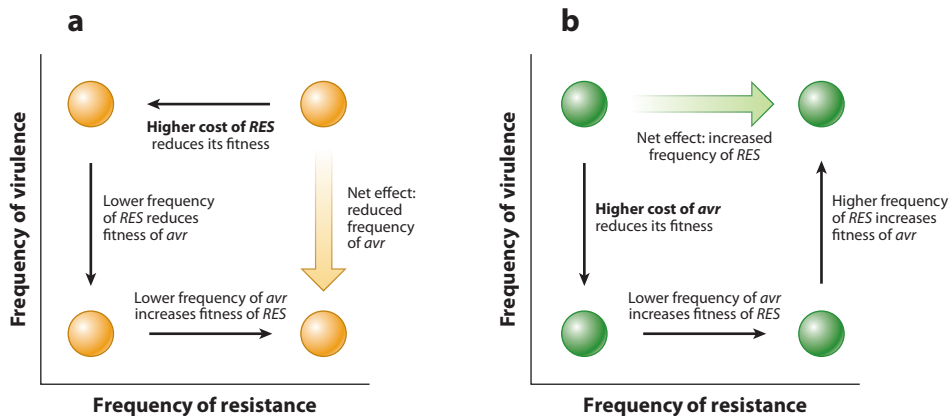 a
Frequency of virulence
Higher cost of RES
reduces its fitness
Lower frequency
of RES reduces
fitness of avr
Net effect:
reduced
frequency
of avr
Lower frequency of avr
increases fitness of RES
Frequency of resistance
b
Frequency of virulence
Net effect: increased
frequency of RES
Higher cost of avr
reduces its fitness
Higher frequency
of RES increases
fitness of avr
Lower frequency of avr
increases fitness of RES
Frequency of resistance